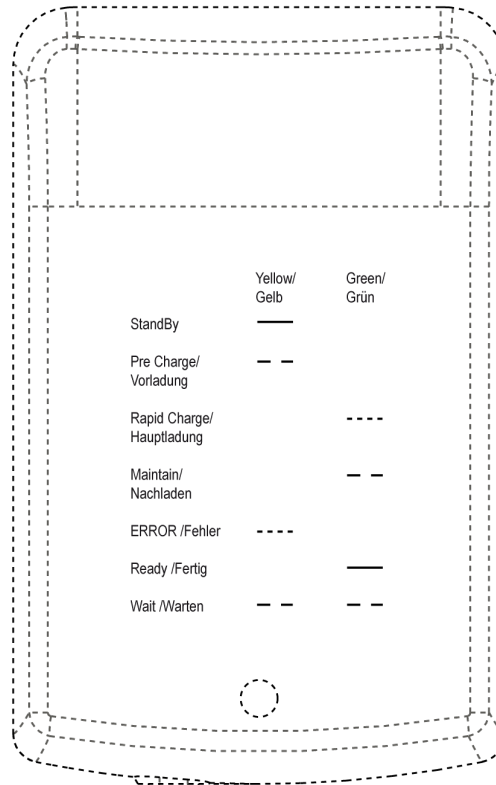 Yellow/ Green/
Gelb Grün
StandBy
Pre Charge/
Vorladung
Rapid Charge/
Hauptladung
Maintain/
Nachladen
ERROR /Fehler
Ready /Fertig
Wait /Warten